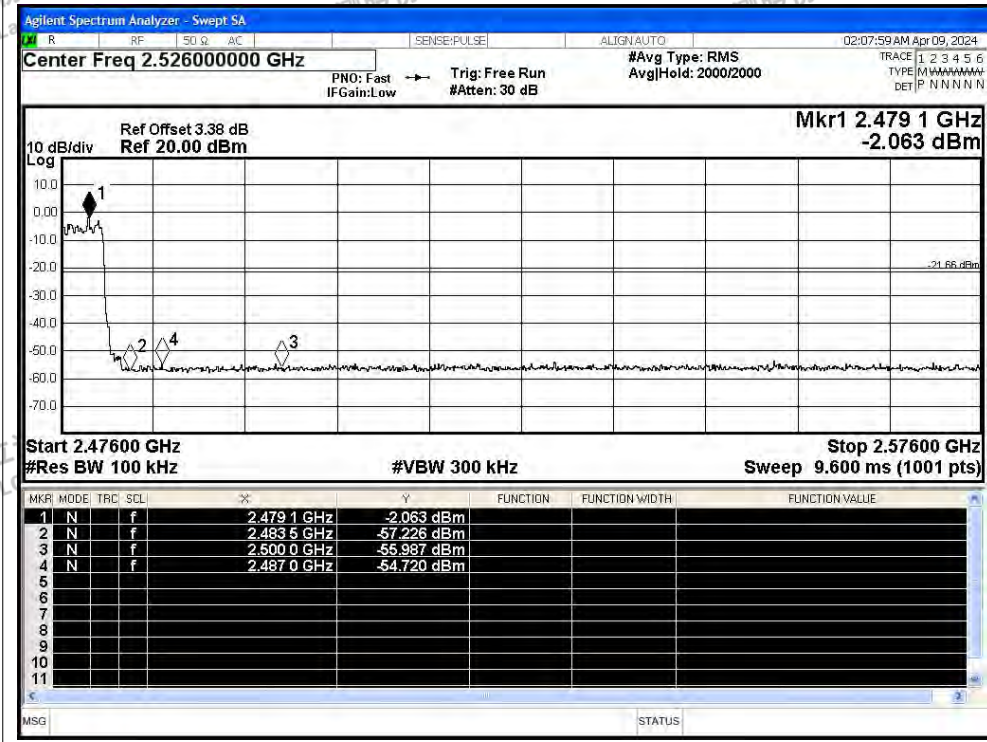 Agilent Spectrum Analyzer - Swept SA
R RF 50 Ω AC SENSE:PULSE ALIGN AUTO 02:07:59 AM Apr 09, 2024
Center Freq 2.526000000 GHz #Avg Type: RMS TRACE 1 2 3 4 5 6
PNO: Fast Trig: Free Run Avg|Hold: 2000/2000 TYPE M
IFGain:Low #Atten: 30 dB DET P N N N N N
Mkr1 2.479 1 GHz
Ref Offset 3.38 dB
10 dB/div Ref 20.00 dBm -2.063 dBm
Log
10.0
1
0.00
-10.0
-20.0
-21.66 dBm
-30.0
-40.0
2 4 3
-50.0
-60.0
-70.0
Start 2.47600 GHz Stop 2.57600 GHz
#Res BW 100 kHz #VBW 300 kHz Sweep 9.600 ms (1001 pts)
MKR MODE TRC SCL X Y FUNCTION FUNCTION WIDTH FUNCTION VALUE
1 N f 2.479 1 GHz -2.063 dBm
2 N f 2.483 5 GHz -57.226 dBm
3 N f 2.500 0 GHz -55.987 dBm
4 N f 2.487 0 GHz -54.720 dBm
5
6
7
8
9
10
11
MSG STATUS